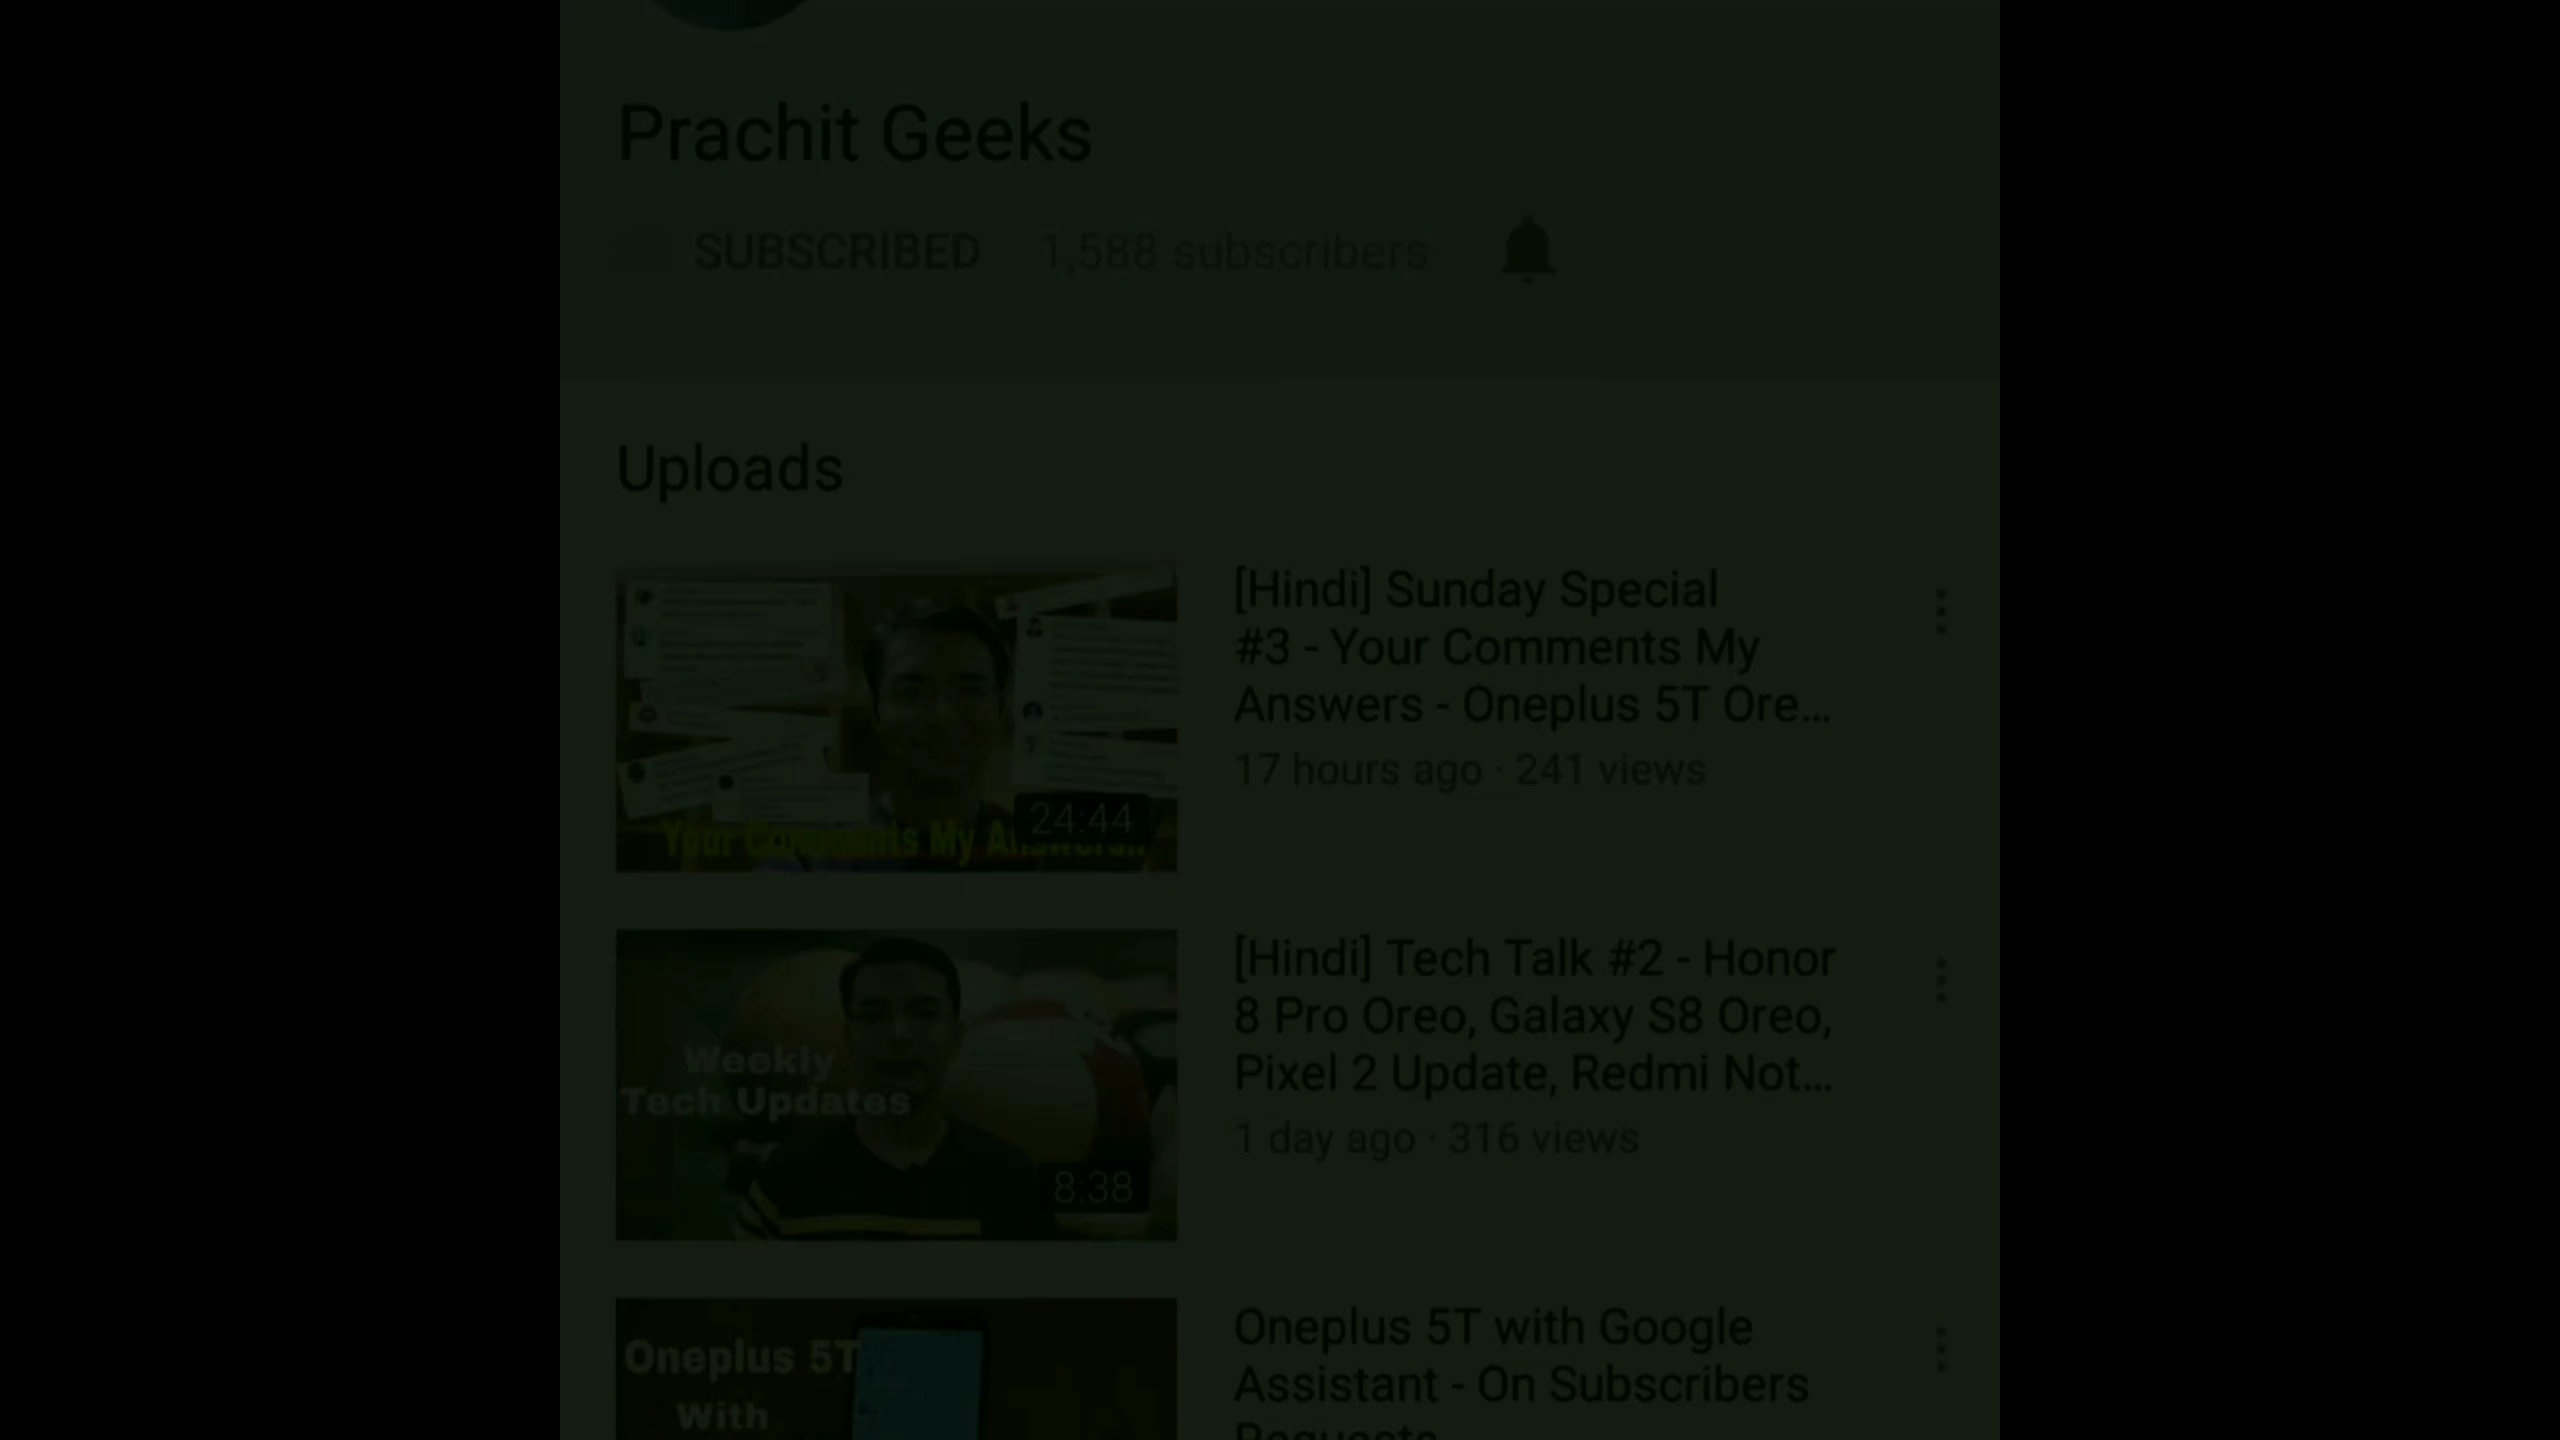 Prachit Geeks
SUBSCRIBED 1,588 subscribers
Uploads
[Hindi] Sunday Special
#3 - Your Comments My
Answers - Oneplus 5T Ore...
17 hours ago · 241 views
24:44
Your Comments My Answers!!
[Hindi] Tech Talk #2 - Honor
8 Pro Oreo, Galaxy S8 Oreo,
Pixel 2 Update, Redmi Not...
1 day ago · 316 views
Weekly
Tech Updates
8:38
Oneplus 5T with Google
Assistant - On Subscribers
Requests
Oneplus 5T
With